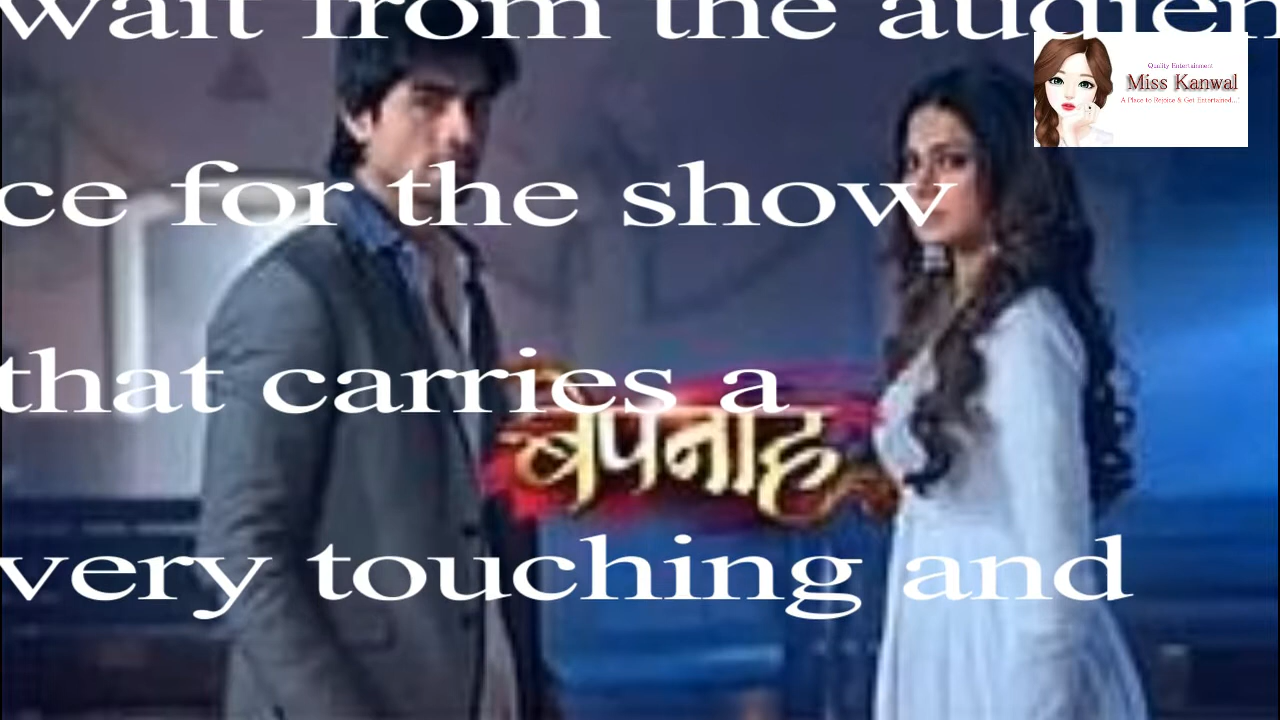 wait from the audien
Quality Entertainment
Miss Kanwal
A Place to Rejoice & Get Entertained...
ce for the show
that carries a
बेपनाह
very touching and